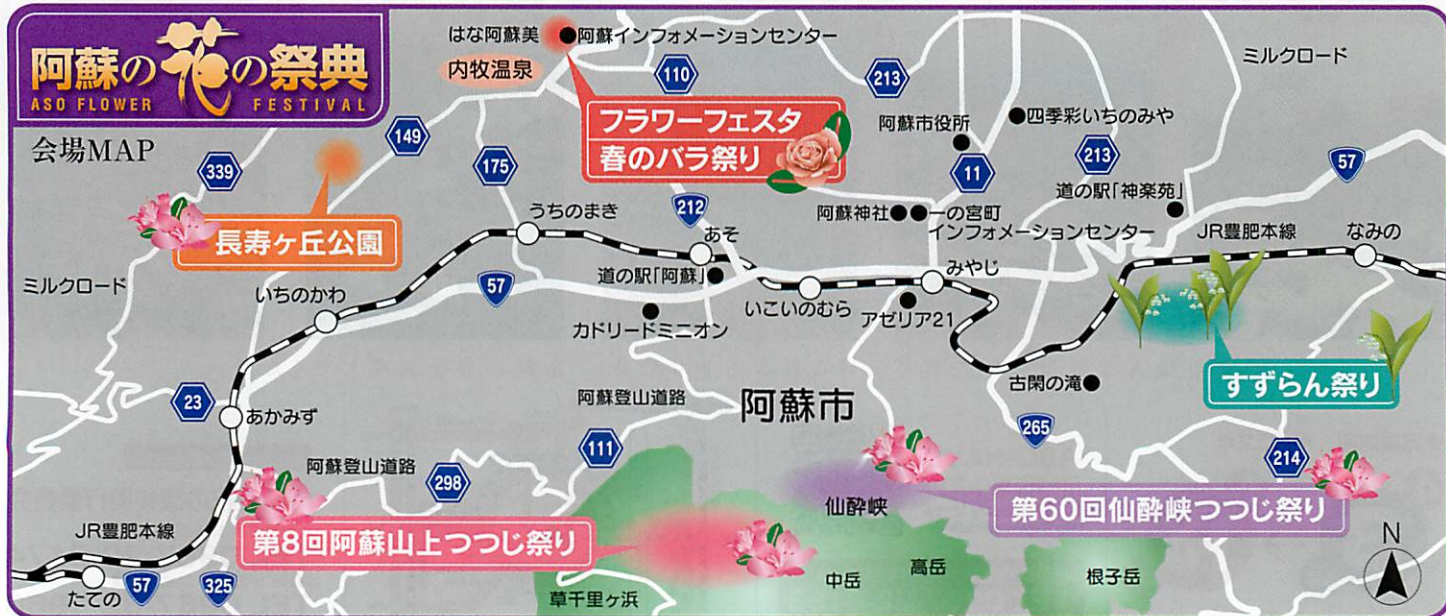 阿蘇の花の祭典
ASO FLOWER FESTIVAL
会場MAP
はな阿蘇美
阿蘇インフォメーションセンター
内牧温泉
110
213
ミルクロード
フラワーフェスタ
春のバラ祭り
阿蘇市役所
四季彩いちのみや
149
339
175
11
213
57
道の駅「神楽苑」
長寿ヶ丘公園
うちのまき
212
あそ
阿蘇神社
一の宮町
インフォメーションセンター
JR豊肥本線
なみの
ミルクロード
いちのかわ
57
道の駅「阿蘇」
カドリードミニオン
いこいのむら
アゼリア21
みやじ
古閑の滝
すずらん祭り
23
あかみず
阿蘇登山道路
阿蘇市
265
111
214
阿蘇登山道路
298
仙酔峡
第60回仙酔峡つつじ祭り
JR豊肥本線
第8回阿蘇山上つつじ祭り
中岳
高岳
根子岳
N
たての
57
325
草千里ヶ浜